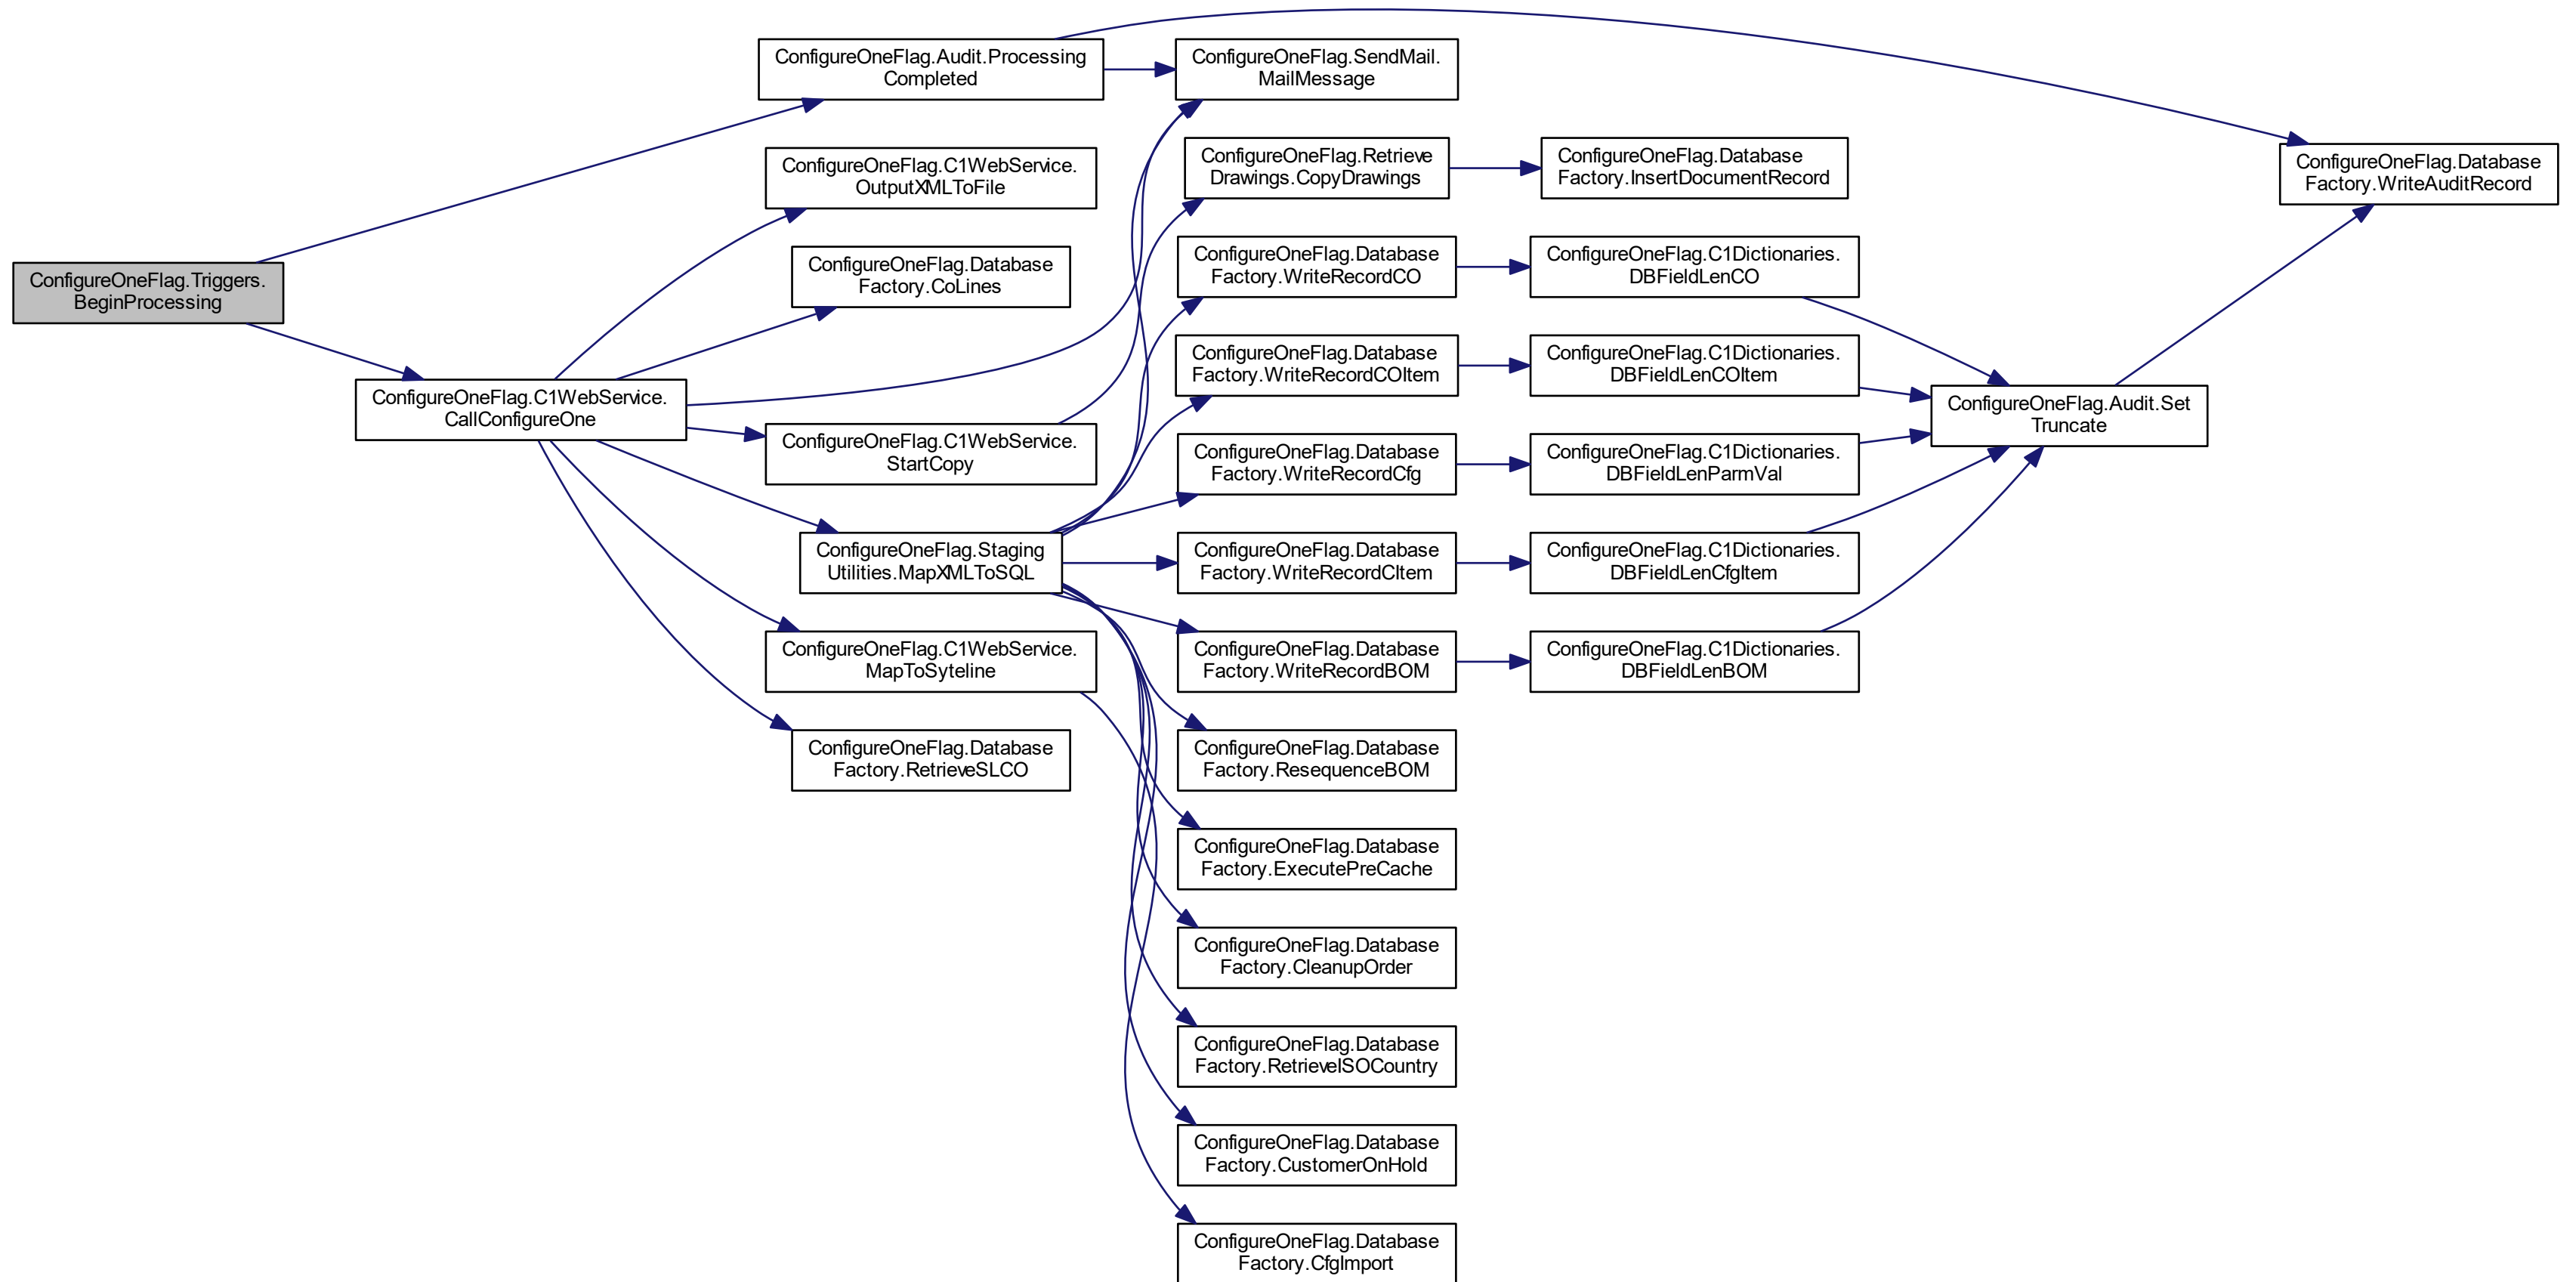 ConfigureOneFlag.Triggers.
BeginProcessing
ConfigureOneFlag.Audit.Processing
Completed
ConfigureOneFlag.C1WebService.
CallConfigureOne
ConfigureOneFlag.C1WebService.
OutputXMLToFile
ConfigureOneFlag.Database
Factory.CoLines
ConfigureOneFlag.C1WebService.
StartCopy
ConfigureOneFlag.Staging
Utilities.MapXMLToSQL
ConfigureOneFlag.C1WebService.
MapToSyteline
ConfigureOneFlag.Database
Factory.RetrieveSLCO
ConfigureOneFlag.SendMail.
MailMessage
ConfigureOneFlag.Retrieve
Drawings.CopyDrawings
ConfigureOneFlag.Database
Factory.WriteRecordCO
ConfigureOneFlag.Database
Factory.WriteRecordCOItem
ConfigureOneFlag.Database
Factory.WriteRecordCfg
ConfigureOneFlag.Database
Factory.WriteRecordCItem
ConfigureOneFlag.Database
Factory.WriteRecordBOM
ConfigureOneFlag.Database
Factory.ResequenceBOM
ConfigureOneFlag.Database
Factory.ExecutePreCache
ConfigureOneFlag.Database
Factory.CleanupOrder
ConfigureOneFlag.Database
Factory.RetrieveISOCountry
ConfigureOneFlag.Database
Factory.CustomerOnHold
ConfigureOneFlag.Database
Factory.CfgImport
ConfigureOneFlag.Database
Factory.InsertDocumentRecord
ConfigureOneFlag.C1Dictionaries.
DBFieldLenCO
ConfigureOneFlag.C1Dictionaries.
DBFieldLenCOItem
ConfigureOneFlag.C1Dictionaries.
DBFieldLenParmVal
ConfigureOneFlag.C1Dictionaries.
DBFieldLenCfgItem
ConfigureOneFlag.C1Dictionaries.
DBFieldLenBOM
ConfigureOneFlag.Audit.Set
Truncate
ConfigureOneFlag.Database
Factory.WriteAuditRecord